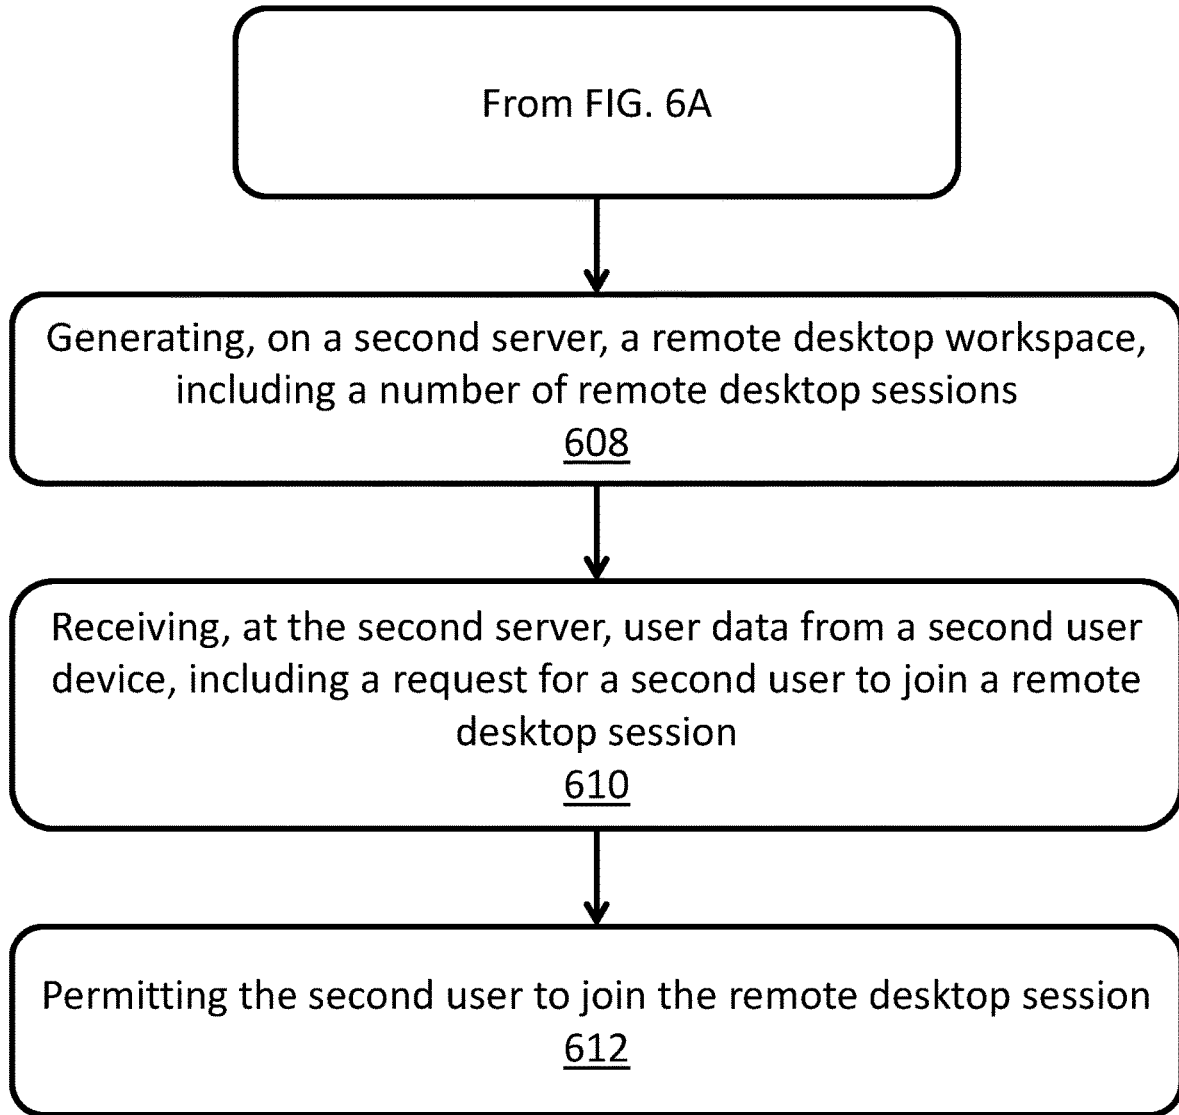 From FIG. 6A
Generating, on a second server, a remote desktop workspace,
including a number of remote desktop sessions
608
Receiving, at the second server, user data from a second user
device, including a request for a second user to join a remote
desktop session
610
Permitting the second user to join the remote desktop session
612